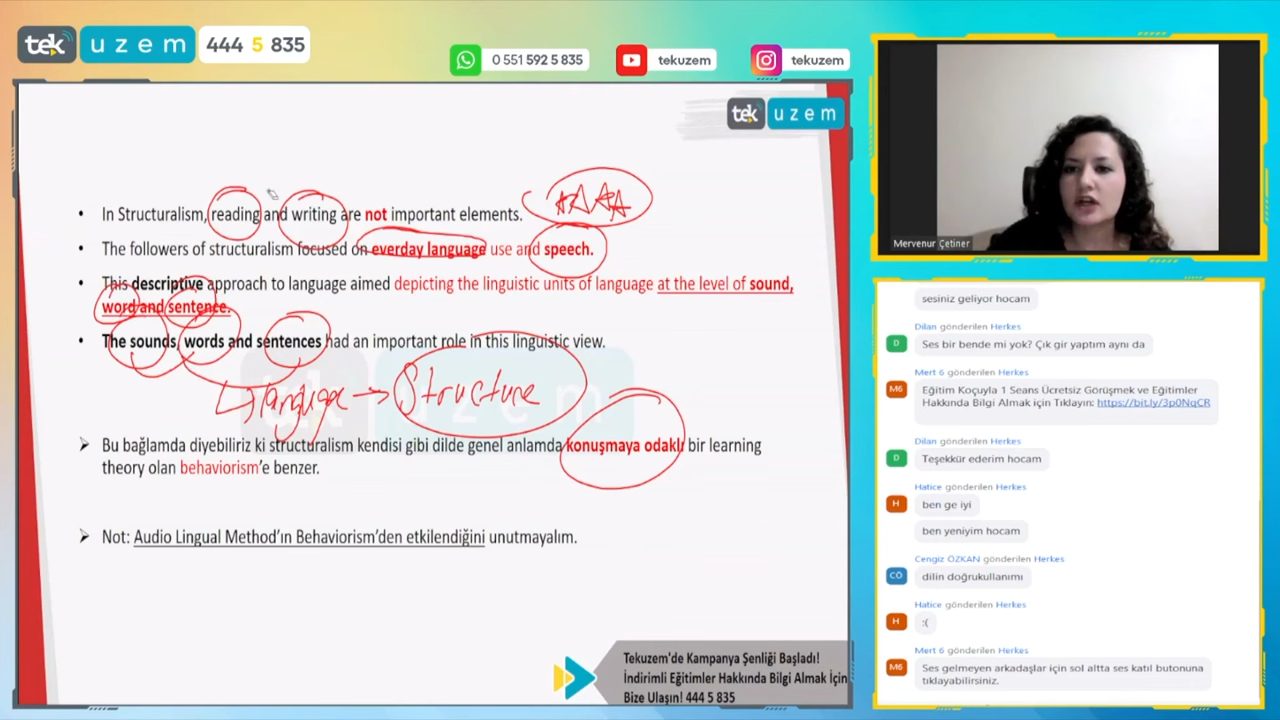 tek uzem 444 5 835
0 551 592 5 835
tekuzem
tekuzem
tek uzem
• In Structuralism, reading and writing are not important elements.
• The followers of structuralism focused on everday language use and speech.
• This descriptive approach to language aimed depicting the linguistic units of language at the level of sound,
word and sentence.
• The sounds, words and sentences had an important role in this linguistic view.
language → Structure
➢ Bu bağlamda diyebiliriz ki structuralism kendisi gibi dilde genel anlamda konuşmaya odaklı bir learning
theory olan behaviorism'e benzer.
➢ Not: Audio Lingual Method'ın Behaviorism'den etkilendiğini unutmayalım.
Tekuzem'de Kampanya Şenliği Başladı!
İndirimli Eğitimler Hakkında Bilgi Almak İçin
Bize Ulaşın! 444 5 835
Mervenur Çetiner
sesiniz geliyor hocam
Dilan gönderilen Herkes
D
Ses bir bende mi yok? Çık gir yaptım aynı da
Mert 6 gönderilen Herkes
M6
Eğitim Koçuyla 1 Seans Ücretsiz Görüşmek ve Eğitimler
Hakkında Bilgi Almak için Tıklayın: https://bit.ly/3p0NqCR
Dilan gönderilen Herkes
D
Teşekkür ederim hocam
Hatice gönderilen Herkes
H
ben ge iyi
ben yeniyim hocam
Cengiz ÖZKAN gönderilen Herkes
CÖ
dilin doğrukullanımı
Hatice gönderilen Herkes
H
:(
Mert 6 gönderilen Herkes
M6
Ses gelmeyen arkadaşlar için sol altta ses katıl butonuna
tıklayabilirsiniz.